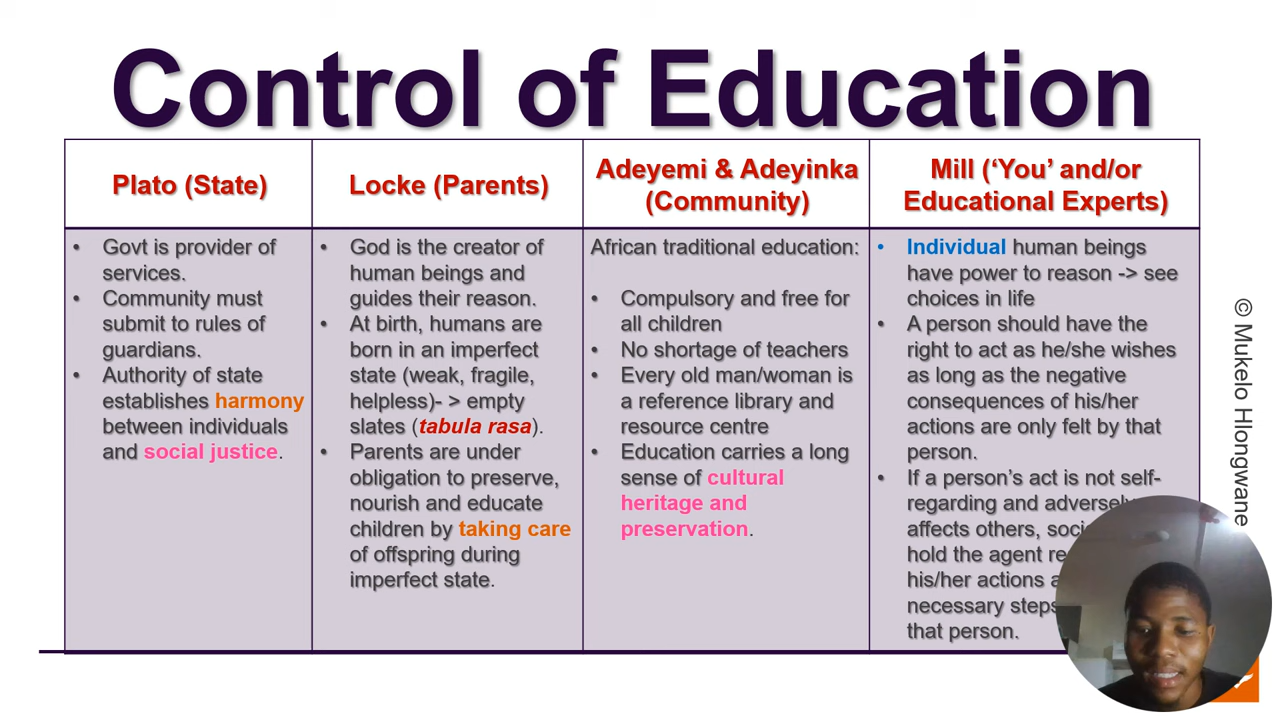 Control of Education
Plato (State)
Locke (Parents)
Adeyemi & Adeyinka
(Community)
Mill (‘You’ and/or
Educational Experts)
• Govt is provider of
services.
• Community must
submit to rules of
guardians.
• Authority of state
establishes harmony
between individuals
and social justice.
• God is the creator of
human beings and
guides their reason.
• At birth, humans are
born in an imperfect
state (weak, fragile,
helpless)- > empty
slates (tabula rasa).
• Parents are under
obligation to preserve,
nourish and educate
children by taking care
of offspring during
imperfect state.
African traditional education:
• Compulsory and free for
all children
• No shortage of teachers
• Every old man/woman is
a reference library and
resource centre
• Education carries a long
sense of cultural
heritage and
preservation.
• Individual human beings
have power to reason -> see
choices in life
• A person should have the
right to act as he/she wishes
as long as the negative
consequences of his/her
actions are only felt by that
person.
• If a person’s act is not self-
regarding and adversely
affects others,
hold the agent
his/her actions
necessary steps
that person.
© Mukelo Hlongwane